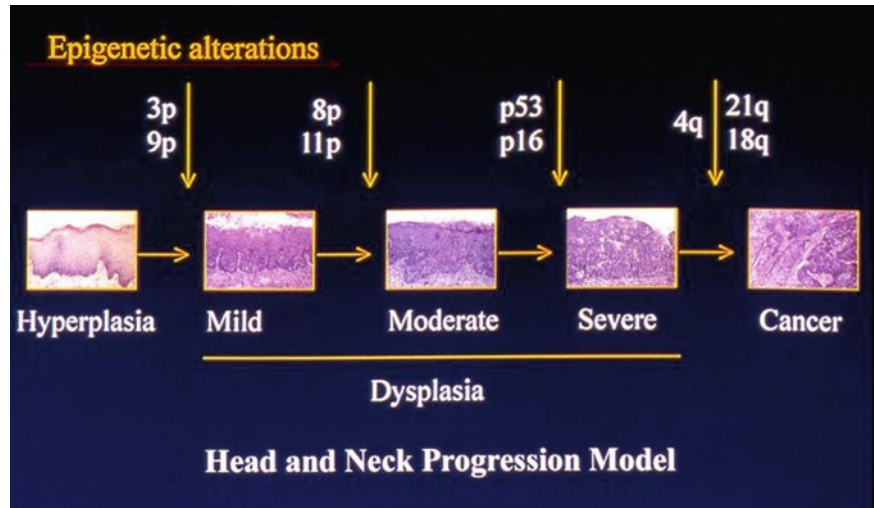 Epigenetic alterations
3p
9p
8p
11p
p53
p16
4q
21q
18q
Hyperplasia
Mild
Moderate
Severe
Cancer
Dysplasia
Head and Neck Progression Model